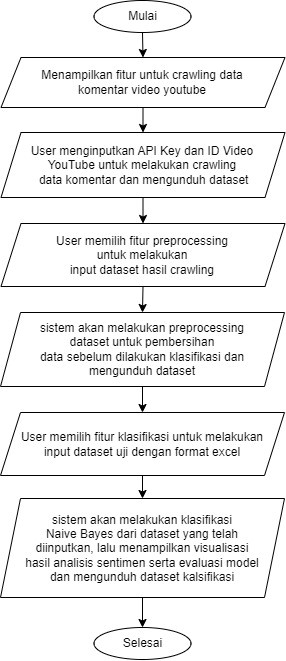 Mulai
Menampilkan fitur untuk crawling data
komentar video youtube
User menginputkan API Key dan ID Video
YouTube untuk melakukan crawling
data komentar dan mengunduh dataset
User memilih fitur preprocessing
untuk melakukan
input dataset hasil crawling
sistem akan melakukan preprocessing
dataset untuk pembersihan
data sebelum dilakukan klasifikasi dan
mengunduh dataset
User memilih fitur klasifikasi untuk melakukan
input dataset uji dengan format excel
sistem akan melakukan klasifikasi
Naive Bayes dari dataset yang telah
diinputkan, lalu menampilkan visualisasi
hasil analisis sentimen serta evaluasi model
dan mengunduh dataset kalsifikasi
Selesai